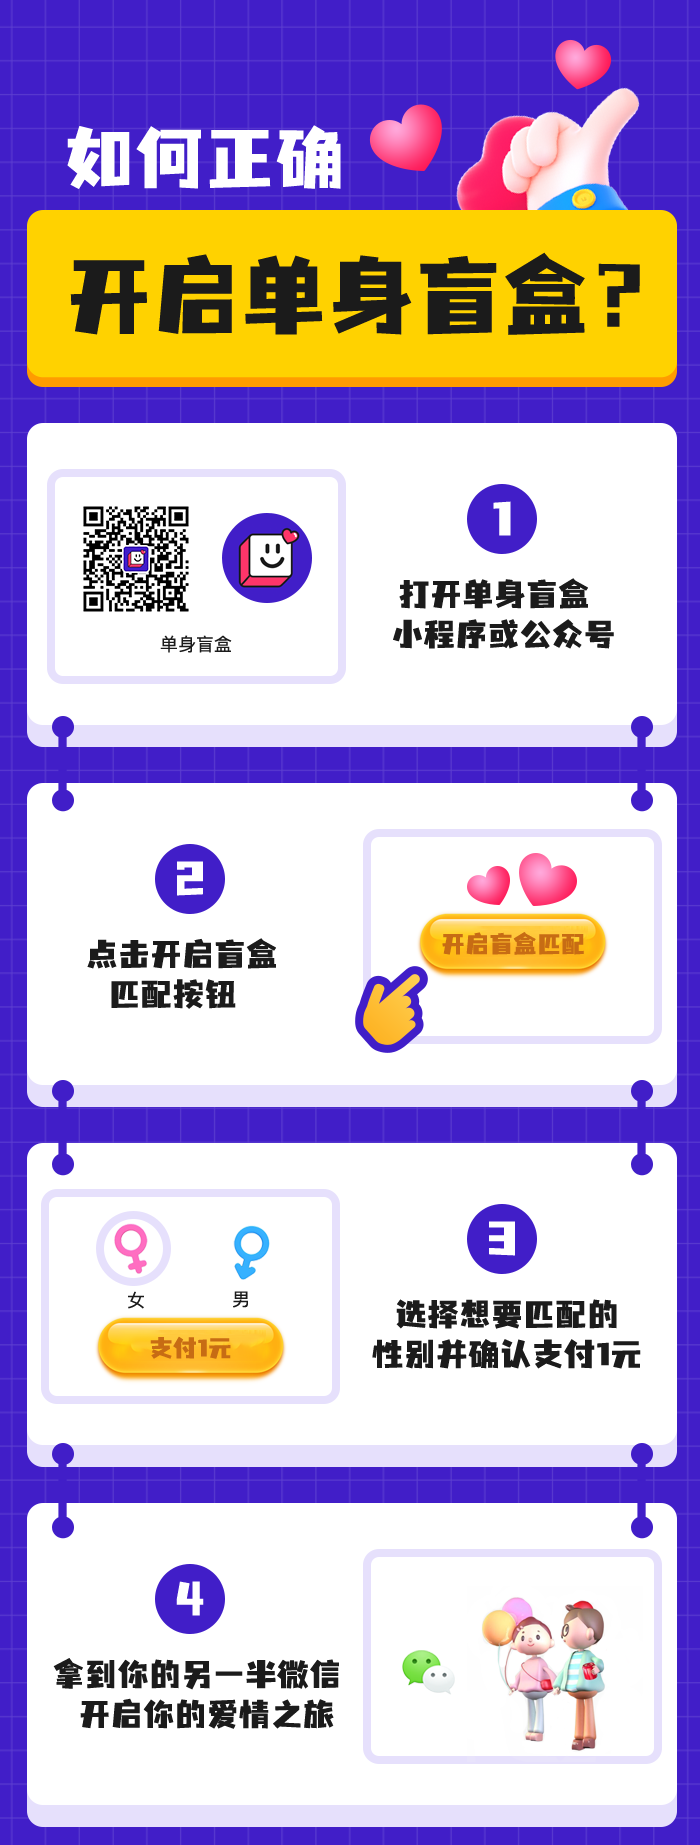 如何正确
开启单身盲盒?
单身盲盒
1
打开单身盲盒
小程序或公众号
2
点击开启盲盒
匹配按钮
开启盲盒匹配
女
男
支付1元
3
选择想要匹配的
性别并确认支付1元
4
拿到你的另一半微信
开启你的爱情之旅